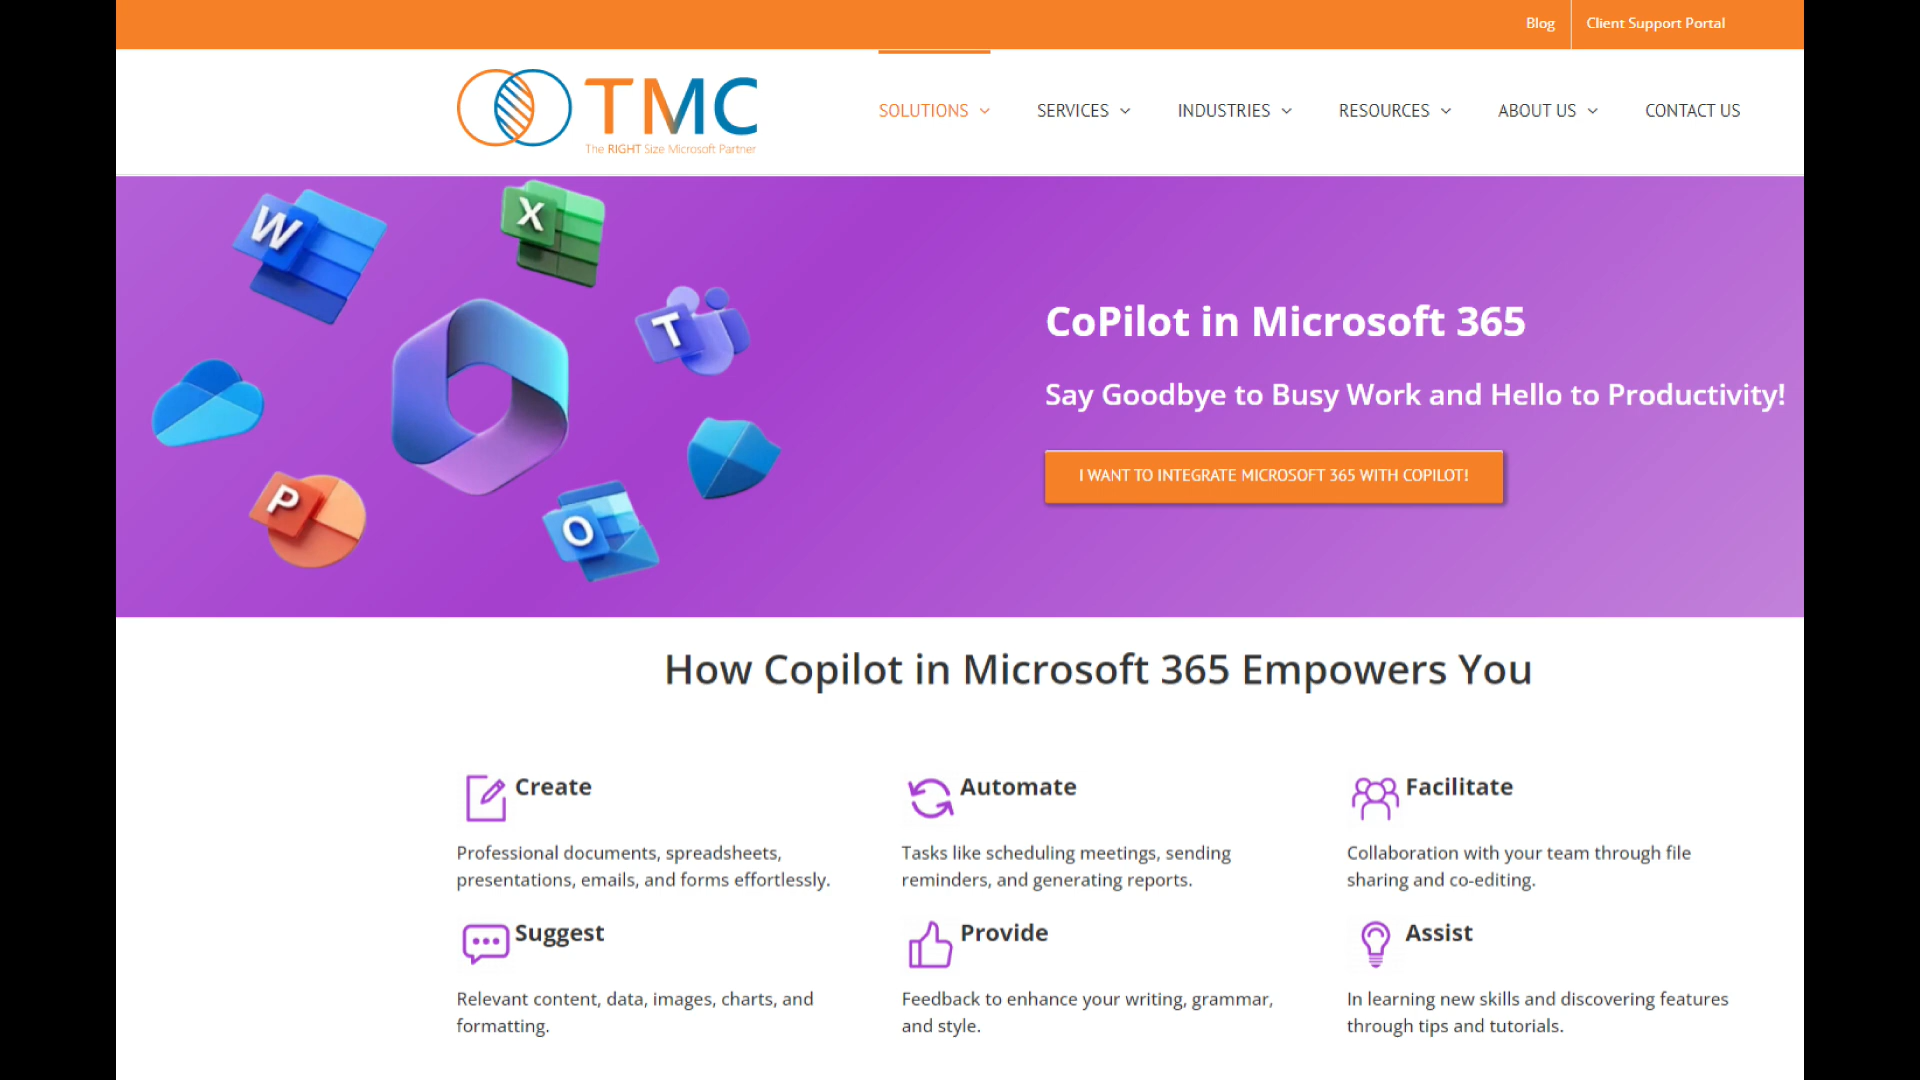 Blog
Client Support Portal
TMC
The RIGHT Size Microsoft Partner
SOLUTIONS
SERVICES
INDUSTRIES
RESOURCES
ABOUT US
CONTACT US
W
X
T
P
O
CoPilot in Microsoft 365
Say Goodbye to Busy Work and Hello to Productivity!
I WANT TO INTEGRATE MICROSOFT 365 WITH COPILOT!
How Copilot in Microsoft 365 Empowers You
Create
Professional documents, spreadsheets,
presentations, emails, and forms effortlessly.
Automate
Tasks like scheduling meetings, sending
reminders, and generating reports.
Facilitate
Collaboration with your team through file
sharing and co-editing.
Suggest
Relevant content, data, images, charts, and
formatting.
Provide
Feedback to enhance your writing, grammar,
and style.
Assist
In learning new skills and discovering features
through tips and tutorials.